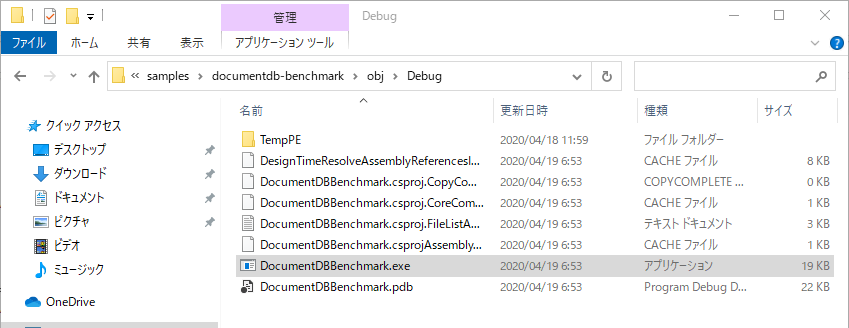 管理 Debug
ファイル ホーム 共有 表示 アプリケーション ツール
« samples documentdb-benchmark obj Debug
名前 更新日時 種類 サイズ
クイック アクセス
デスクトップ
ダウンロード
ドキュメント
ピクチャ
ビデオ
ミュージック
OneDrive
TempPE 2020/04/18 11:59 ファイル フォルダー
DesignTimeResolveAssemblyReferencesI... 2020/04/19 6:53 CACHE ファイル 8 KB
DocumentDBBenchmark.csproj.CopyCo... 2020/04/19 6:53 COPYCOMPLETE ... 0 KB
DocumentDBBenchmark.csproj.CoreCom... 2020/04/19 6:53 CACHE ファイル 1 KB
DocumentDBBenchmark.csproj.FileListA... 2020/04/19 6:53 テキスト ドキュメント 3 KB
DocumentDBBenchmark.csprojAssembly... 2020/04/19 6:53 CACHE ファイル 1 KB
DocumentDBBenchmark.exe 2020/04/19 6:53 アプリケーション 19 KB
DocumentDBBenchmark.pdb 2020/04/19 6:53 Program Debug D... 22 KB